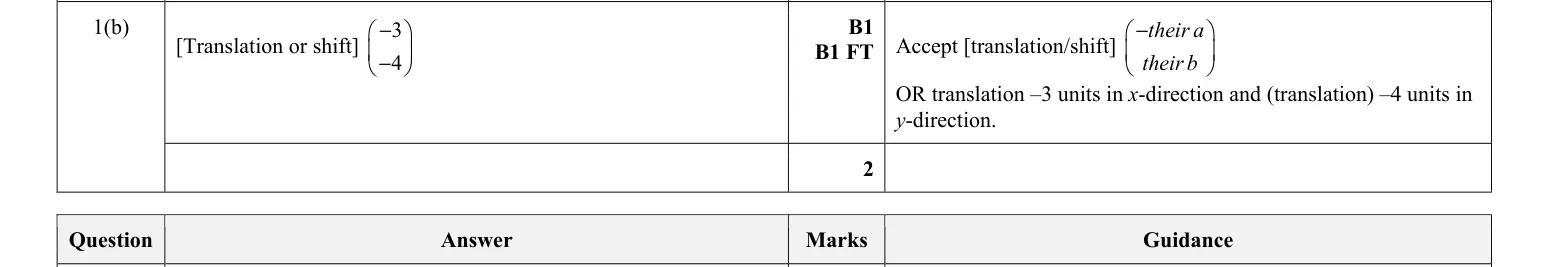 1(b)
[Translation or shift] (−3
−4)
B1
B1 FT
Accept [translation/shift] (−their a
their b)
OR translation –3 units in x-direction and (translation) –4 units in
y-direction.
2
Question Answer Marks Guidance